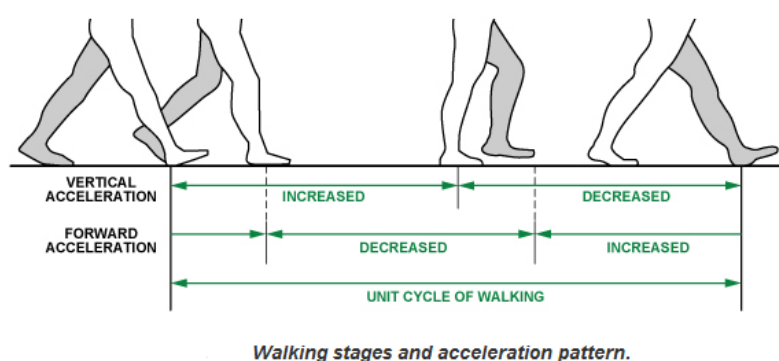 VERTICAL
ACCELERATION
INCREASED
DECREASED
FORWARD
ACCELERATION
DECREASED
INCREASED
UNIT CYCLE OF WALKING
Walking stages and acceleration pattern.